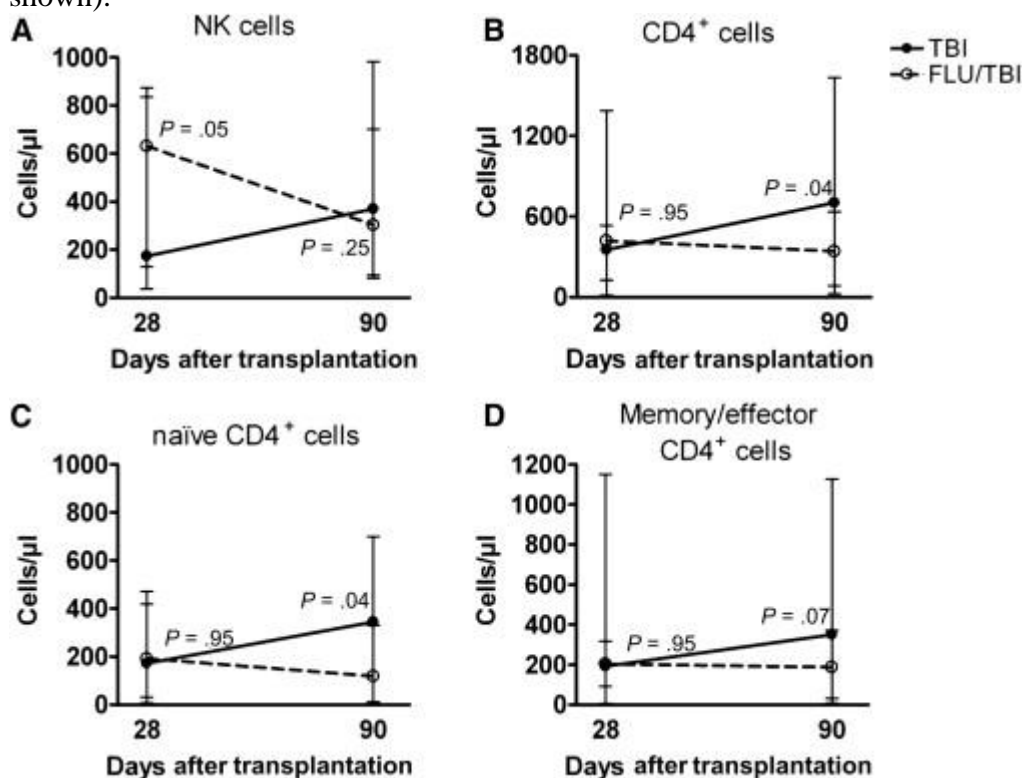 shown).
A NK cells
1000
800
600
400
200
0
Cells/µl
P = .05
P = .25
28 90
Days after transplantation
B CD4+ cells
1800
1200
600
0
Cells/µl
P = .95
P = .04
28 90
Days after transplantation
TBI
FLU/TBI
C naïve CD4+ cells
1000
800
600
400
200
0
Cells/µl
P = .95
P = .04
28 90
Days after transplantation
D Memory/effector
CD4+ cells
1200
1000
800
600
400
200
0
Cells/µl
P = .95
P = .07
28 90
Days after transplantation